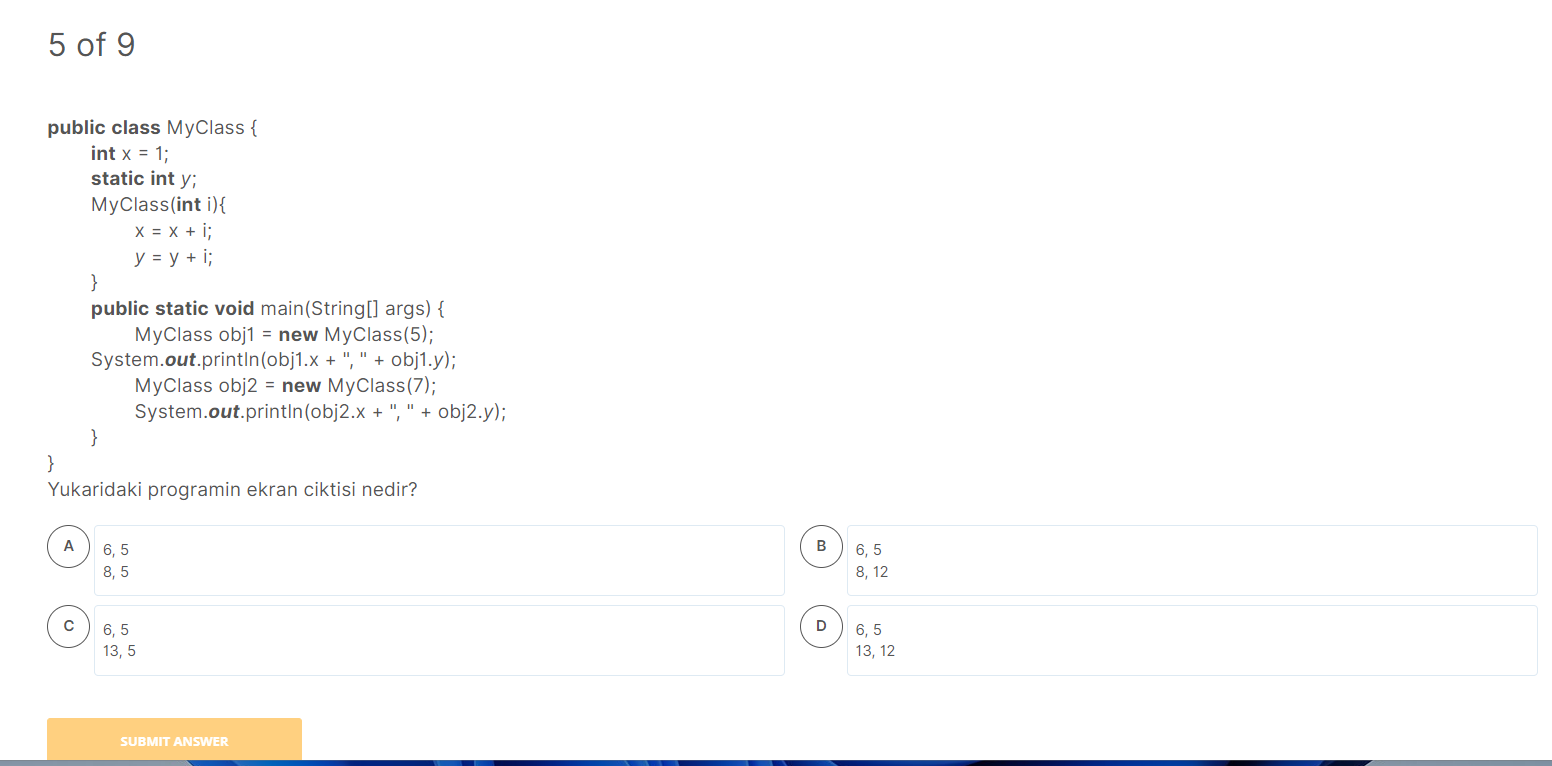 5 of 9
public class MyClass {
int x = 1;
static int y;
MyClass(int i){
x = x + i;
y = y + i;
}
public static void main(String[] args) {
MyClass obj1 = new MyClass(5);
System.out.println(obj1.x + ", " + obj1.y);
MyClass obj2 = new MyClass(7);
System.out.println(obj2.x + ", " + obj2.y);
}
}
Yukaridaki programin ekran ciktisi nedir?
A
6, 5
8, 5
B
6, 5
8, 12
C
6, 5
13, 5
D
6, 5
13, 12
SUBMIT ANSWER